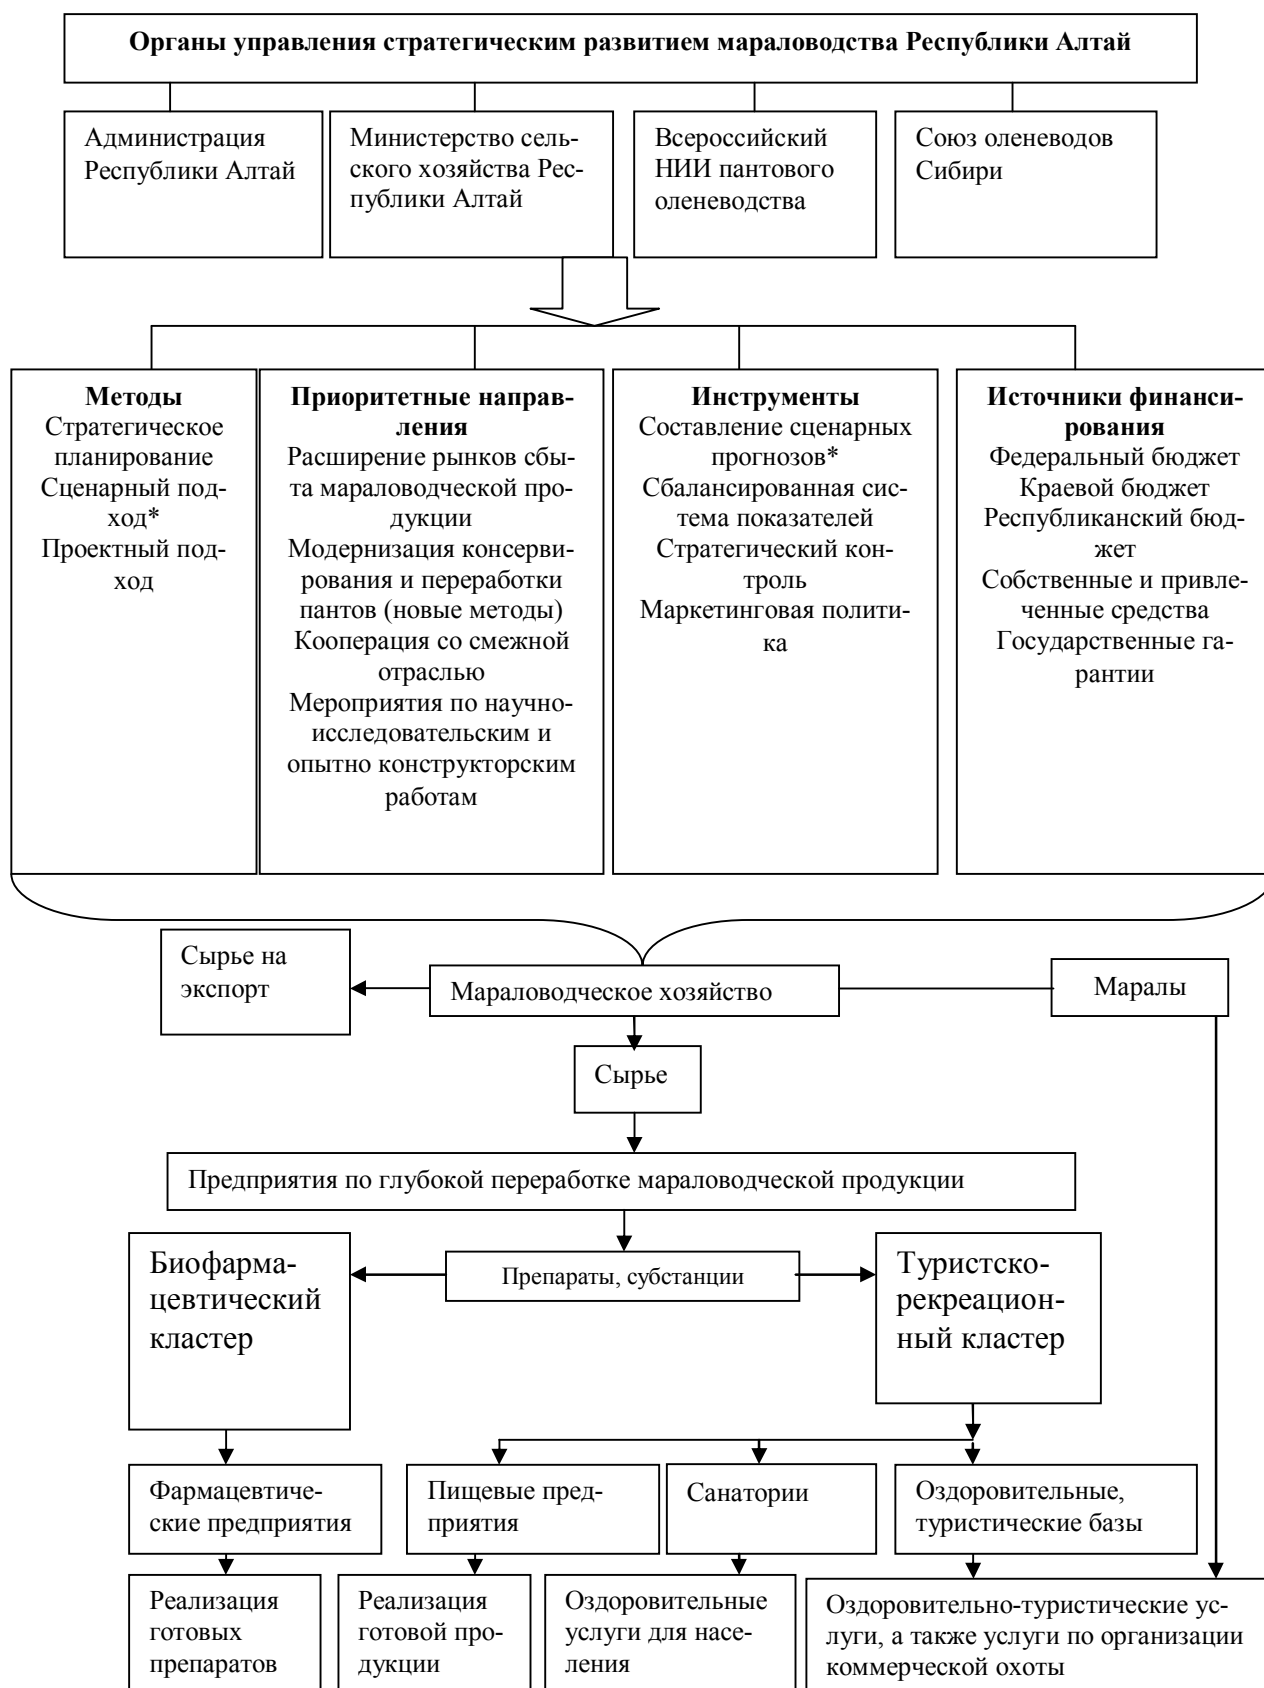 Органы управления стратегическим развитием мараловодства Республики Алтай
Администрация
Республики Алтай
Министерство сель-
ского хозяйства Рес-
публики Алтай
Всероссийский
НИИ пантового
оленеводства
Союз оленеводов
Сибири
Методы
Стратегическое
планирование
Сценарный под-
ход*
Проектный под-
ход
Приоритетные направ-
ления
Расширение рынков сбы-
та мараловодческой про-
дукции
Модернизация консерви-
рования и переработки
пантов (новые методы)
Кооперация со смежной
отраслью
Мероприятия по научно-
исследовательским и
опытно конструкторским
работам
Инструменты
Составление сценарных
прогнозов*
Сбалансированная сис-
тема показателей
Стратегический кон-
троль
Маркетинговая полити-
ка
Источники финанси-
рования
Федеральный бюджет
Краевой бюджет
Республиканский бюд-
жет
Собственные и привле-
ченные средства
Государственные га-
рантии
Сырье на
экспорт
Мараловодческое хозяйство
Маралы
Сырье
Предприятия по глубокой переработке мараловодческой продукции
Биофарма-
цевтический
кластер
Препараты, субстанции
Туристско-
рекреацион-
ный кластер
Фармацевтиче-
ские предприятия
Пищевые пред-
приятия
Санатории
Оздоровительные,
туристические базы
Реализация
готовых
препаратов
Реализация
готовой про-
дукции
Оздоровительные
услуги для насе-
ления
Оздоровительно-туристические ус-
луги, а также услуги по организации
коммерческой охоты